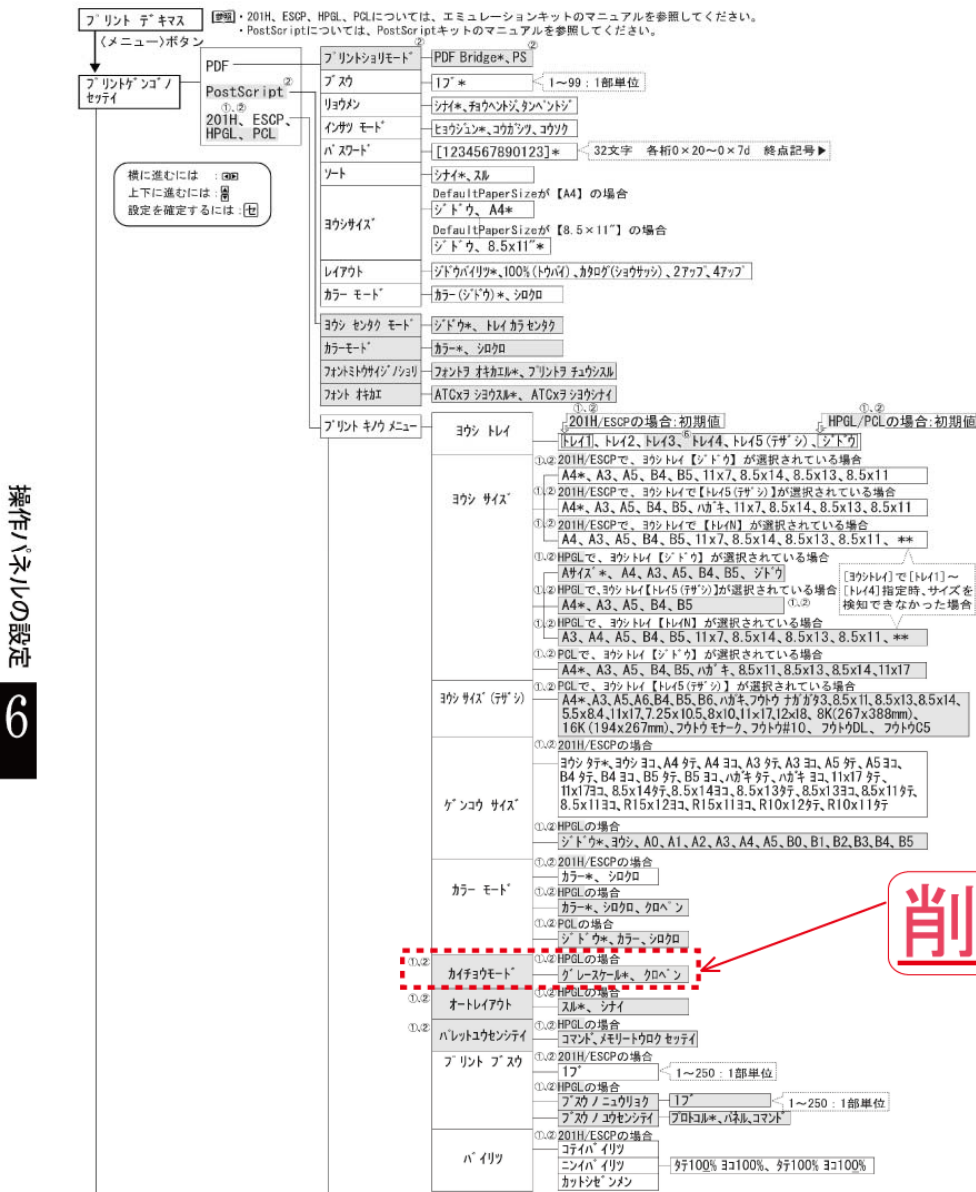 プリント デキマス
参照・201H、ESCP、HPGL、PCLについては、エミュレーションキットのマニュアルを参照してください。
・PostScriptについては、PostScriptキットのマニュアルを参照してください。
〈メニュー〉ボタン
プリントゲンゴノ
セッテイ
PDF
②
PostScript
①.②
201H、ESCP、
HPGL、PCL
横に進むには :
上下に進むには :
設定を確定するには : セ
②
プリントショリモード
②
PDF Bridge*、PS
ブスウ
1ブ*
1~99：1部単位
リョウメン
シナイ*、チョウヘントジ、タンペントジ
インサツ モード
ヒョウジュン*、コウガシツ、コウソク
パスワード
[1234567890123]*
32文字 各桁0×20~0×7d 終点記号▶
ソート
シナイ*、スル
ヨウシサイズ
DefaultPaperSizeが【A4】の場合
ジドウ、A4*
DefaultPaperSizeが【8.5×11″】の場合
ジドウ、8.5x11″*
レイアウト
ジドウバイリツ*、100%(トウバイ)、カタログ(ショウサッシ)、2アップ、4アップ
カラー モード
カラー(ジドウ)*、シロクロ
ヨウシ センタク モード
ジドウ*、トレイ カラ センタク
カラーモード
カラー*、シロクロ
フォントミトウサイジノショリ
フォントヲ オキカエル*、プリントヲ チュウシスル
フォント オキカエ
ATCxヲ シヨウスル*、ATCxヲ シヨウシナイ
プリント キノウ メニュー
ヨウシ トレイ
①.②
201H/ESCPの場合:初期値
①.②
HPGL/PCLの場合:初期値
トレイ1、トレイ2、トレイ3、⑥トレイ4、トレイ5(テザシ)、ジドウ
ヨウシ サイズ
①.②201H/ESCPで、ヨウシトレイ【ジドウ】が選択されている場合
A4*、A3、A5、B4、B5、11x7、8.5x14、8.5x13、8.5x11
①.②201H/ESCPで、ヨウシトレイで【トレイ5(テザシ)】が選択されている場合
A4*、A3、A5、B4、B5、ハガキ、11x7、8.5x14、8.5x13、8.5x11
①.②201H/ESCPで、ヨウシトレイで【トレイN】が選択されている場合
A4、A3、A5、B4、B5、11x7、8.5x14、8.5x13、8.5x11、**
①.②HPGLで、ヨウシトレイ【ジドウ】が選択されている場合
Aサイズ*、A4、A3、A5、B4、B5、ジドウ
①.②HPGLで、ヨウシトレイ【トレイ5(テザシ)】が選択されている場合
A4*、A3、A5、B4、B5
①.②
[ヨウシトレイ]で[トレイ1]~
[トレイ4]指定時、サイズを
検知できなかった場合
①.②HPGLで、ヨウシトレイ【トレイN】が選択されている場合
A3、A4、A5、B4、B5、11x7、8.5x14、8.5x13、8.5x11、**
①.②PCLで、ヨウシトレイ【ジドウ】が選択されている場合
A4*、A3、A5、B4、B5、ハガキ、8.5x11、8.5x13、8.5x14、11x17
ヨウシ サイズ(テザシ)
①.②PCLで、ヨウシトレイ【トレイ5(テザシ)】が選択されている場合
A4*、A3、A5、A6、B4、B5、B6、ハガキ、フウトウ ナガガタ3、8.5x11、8.5x13、8.5x14、
5.5x8.4、11x17、7.25x10.5、8x10、11x17、12x18、8K(267x388mm)、
16K(194x267mm)、フウトウ モナーク、フウトウ#10、フウトウDL、フウトウC5
ゲンコウ サイズ
①.②201H/ESCPの場合
ヨウシ タテ*、ヨウシ ヨコ、A4 タテ、A4 ヨコ、A3 タテ、A3 ヨコ、A5 タテ、A5 ヨコ、
B4 タテ、B4 ヨコ、B5 タテ、B5 ヨコ、ハガキ タテ、ハガキ ヨコ、11x17 タテ、
11x17ヨコ、8.5x14タテ、8.5x14ヨコ、8.5x13タテ、8.5x13ヨコ、8.5x11タテ、
8.5x11ヨコ、R15x12ヨコ、R15x11ヨコ、R10x12タテ、R10x11タテ
①.②HPGLの場合
ジドウ*、ヨウシ、A0、A1、A2、A3、A4、A5、B0、B1、B2、B3、B4、B5
カラー モード
①.②201H/ESCPの場合
カラー*、シロクロ
①.②HPGLの場合
カラー*、シロクロ、クロペン
①.②PCLの場合
ジドウ*、カラー、シロクロ
削
①.②
カイチョウモード
①.②HPGLの場合
グレースケール*、クロペン
①.②
オートレイアウト
①.②HPGLの場合
スル*、シナイ
①.②
パレットユウセンテイ
①.②HPGLの場合
コマンド、メモリートウロク セッテイ
プリント ブスウ
①.②201H/ESCPの場合
1ブ
1~250：1部単位
①.②HPGLの場合
ブスウ ノ ニュウリョク
1ブ
1~250：1部単位
ブスウ ノ ユウセンテイ
プロトコル*、パネル、コマンド
バイリツ
①.②201H/ESCPの場合
コテイバイリツ
ニンイバイリツ
タテ100% ヨコ100%、タテ100% ヨコ100%
カットシゼンメン
操作パネルの設定
6